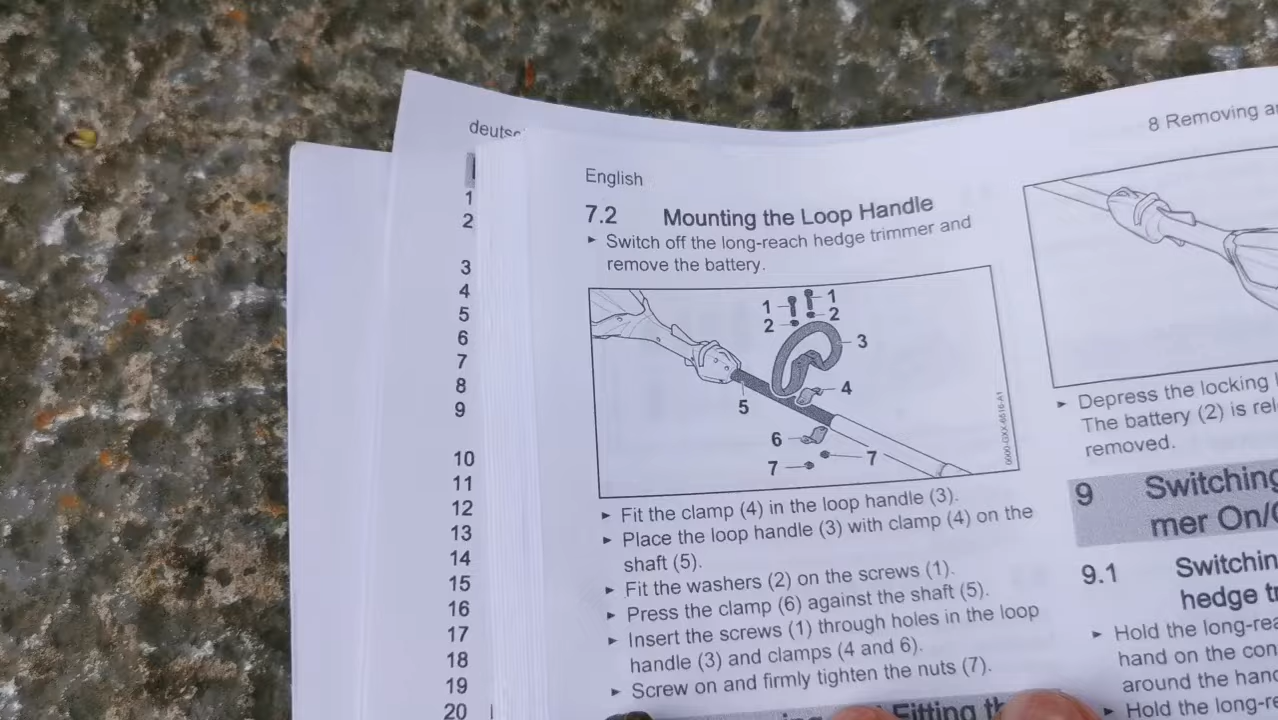 deutsc
1
2
3
4
5
6
7
8
9
10
11
12
13
14
15
16
17
18
19
20
English
7.2 Mounting the Loop Handle
► Switch off the long-reach hedge trimmer and
remove the battery.
1 1
2 2
3
4
5
6
7 7
0000-GXX-8616-A1
► Fit the clamp (4) in the loop handle (3).
► Place the loop handle (3) with clamp (4) on the
shaft (5).
► Fit the washers (2) on the screws (1).
► Press the clamp (6) against the shaft (5).
► Insert the screws (1) through holes in the loop
handle (3) and clamps (4 and 6).
► Screw on and firmly tighten the nuts (7).
Fitting th
8 Removing a
► Depress the locking
The battery (2) is rel
removed.
9 Switching
mer On/
9.1 Switchin
hedge t
► Hold the long-rea
hand on the con
around the hand
► Hold the long-re